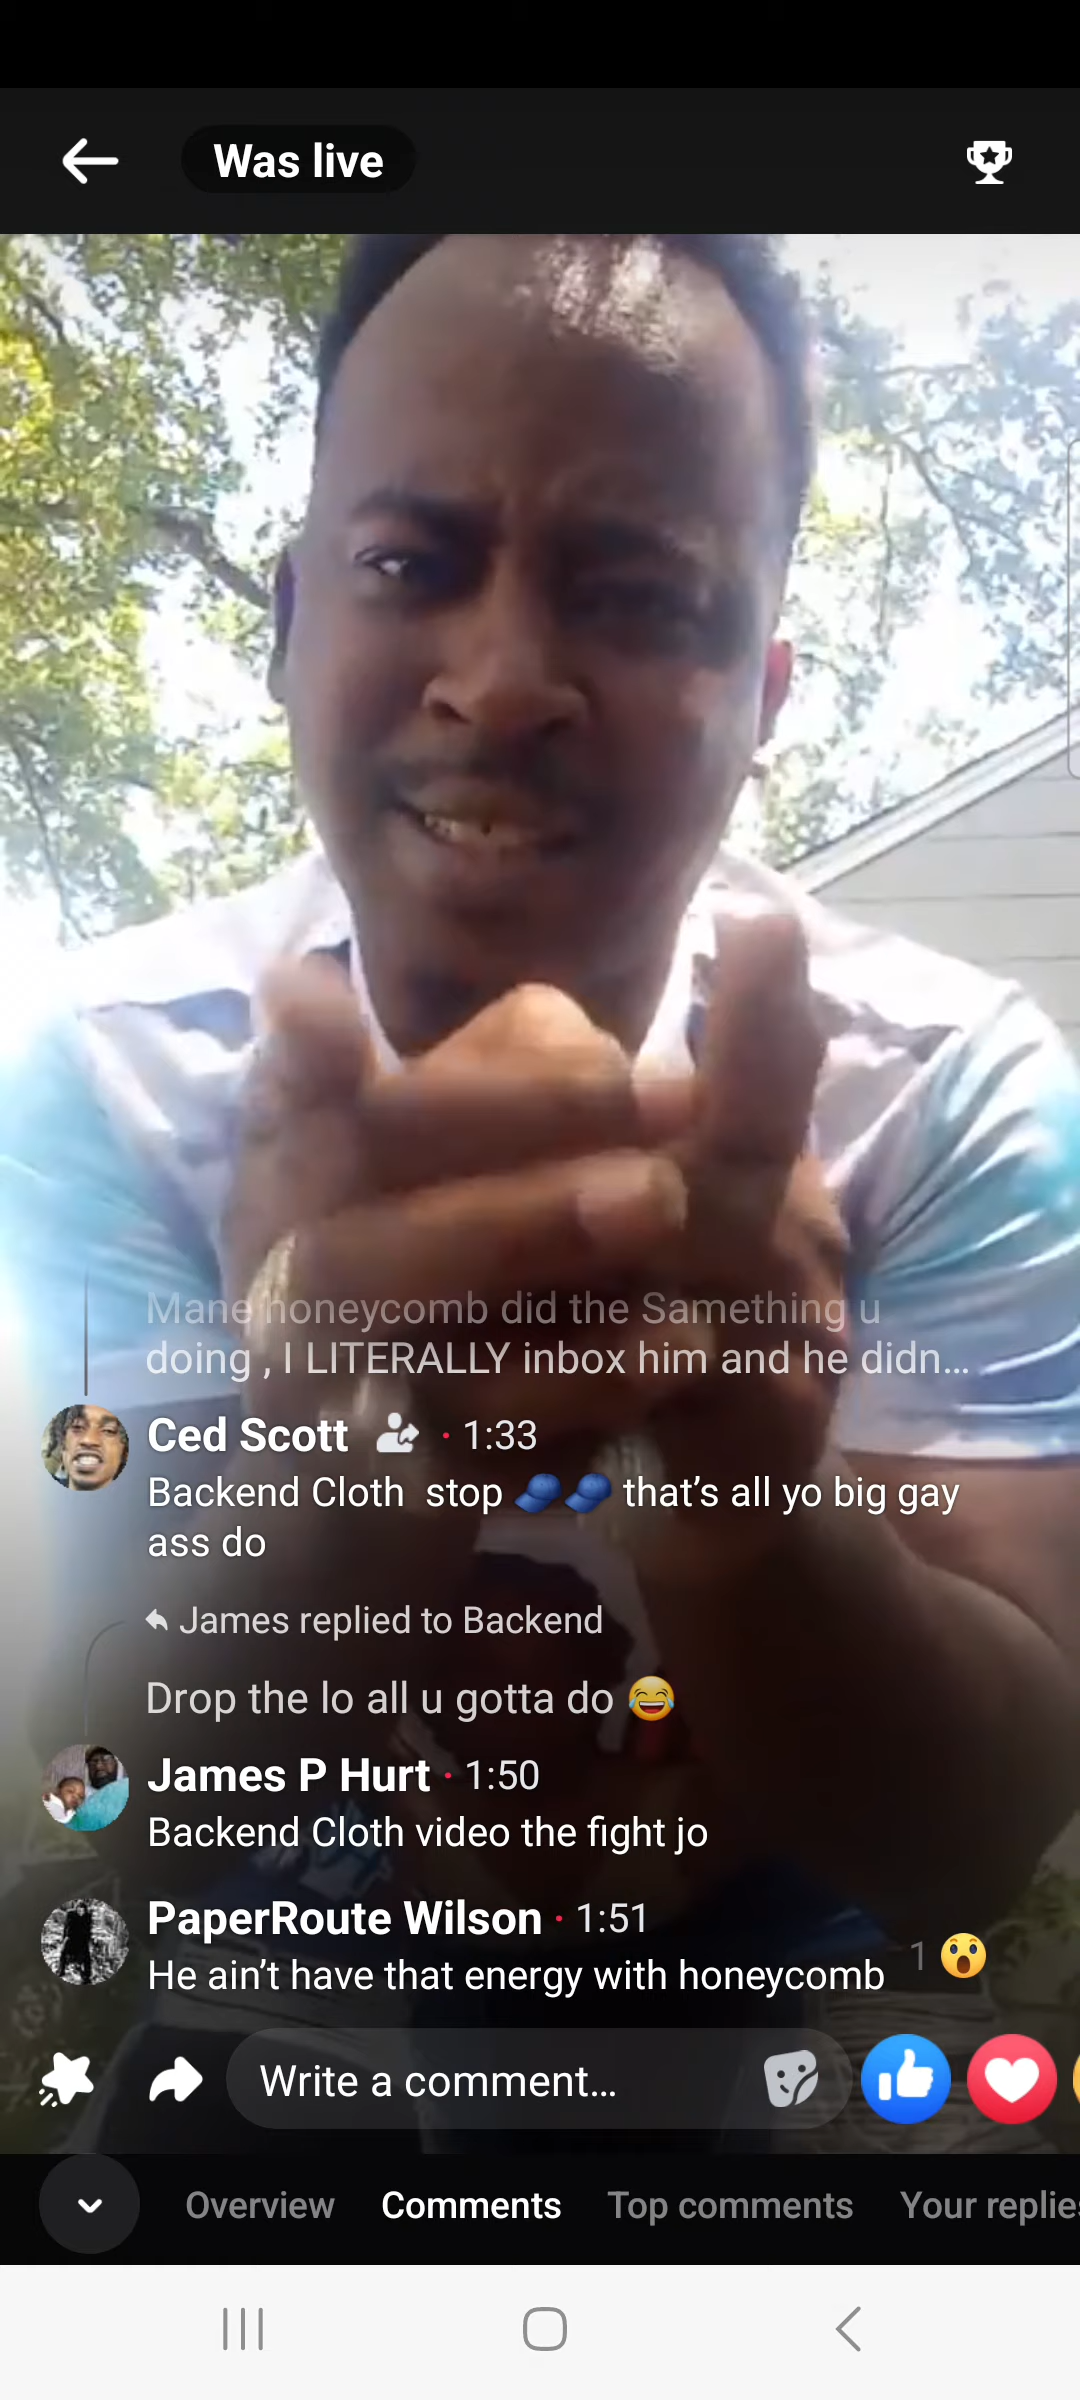 Was live
Mane honeycomb did the Samething u
doing , I LITERALLY inbox him and he didn...
Ced Scott · 1:33
Backend Cloth  stop 🧢🧢 that’s all yo big gay
ass do
James replied to Backend
Drop the lo all u gotta do 😂
James P Hurt · 1:50
Backend Cloth video the fight jo
PaperRoute Wilson · 1:51
He ain’t have that energy with honeycomb
1 😮
Write a comment...
Overview Comments Top comments Your replies